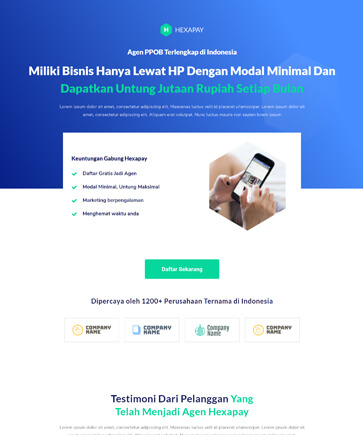 HEXAPAY
Agen PPOB Terlengkap di Indonesia
Miliki Bisnis Hanya Lewat HP Dengan Modal Minimal Dan
Dapatkan Untung Jutaan Rupiah Setiap Bulan
Lorem ipsum dolor sit amet, consectetur adipiscing elit. Maecenas luctus velit id placerat ullamcorper. Lorem ipsum dolor sit
amet, consectetur adipiscing elit. Aliquam erat volutpat. Nunc luctus mauris non sapien lorem ipsum
Keuntungan Gabung Hexapay
Daftar Gratis Jadi Agen
Modal Minimal, Untung Maksimal
Marketing berpengalaman
Menghemat waktu anda
Daftar Sekarang
Dipercaya oleh 1200+ Perusahaan Ternama di Indonesia
COMPANY NAME
COMPANY NAME
Company Name
COMPANY NAME
Testimoni Dari Pelanggan Yang
Telah Menjadi Agen Hexapay
Lorem ipsum dolor sit amet, consectetur adipiscing elit. Maecenas luctus velit id placerat ullamcorper. Lorem ipsum dolor sit